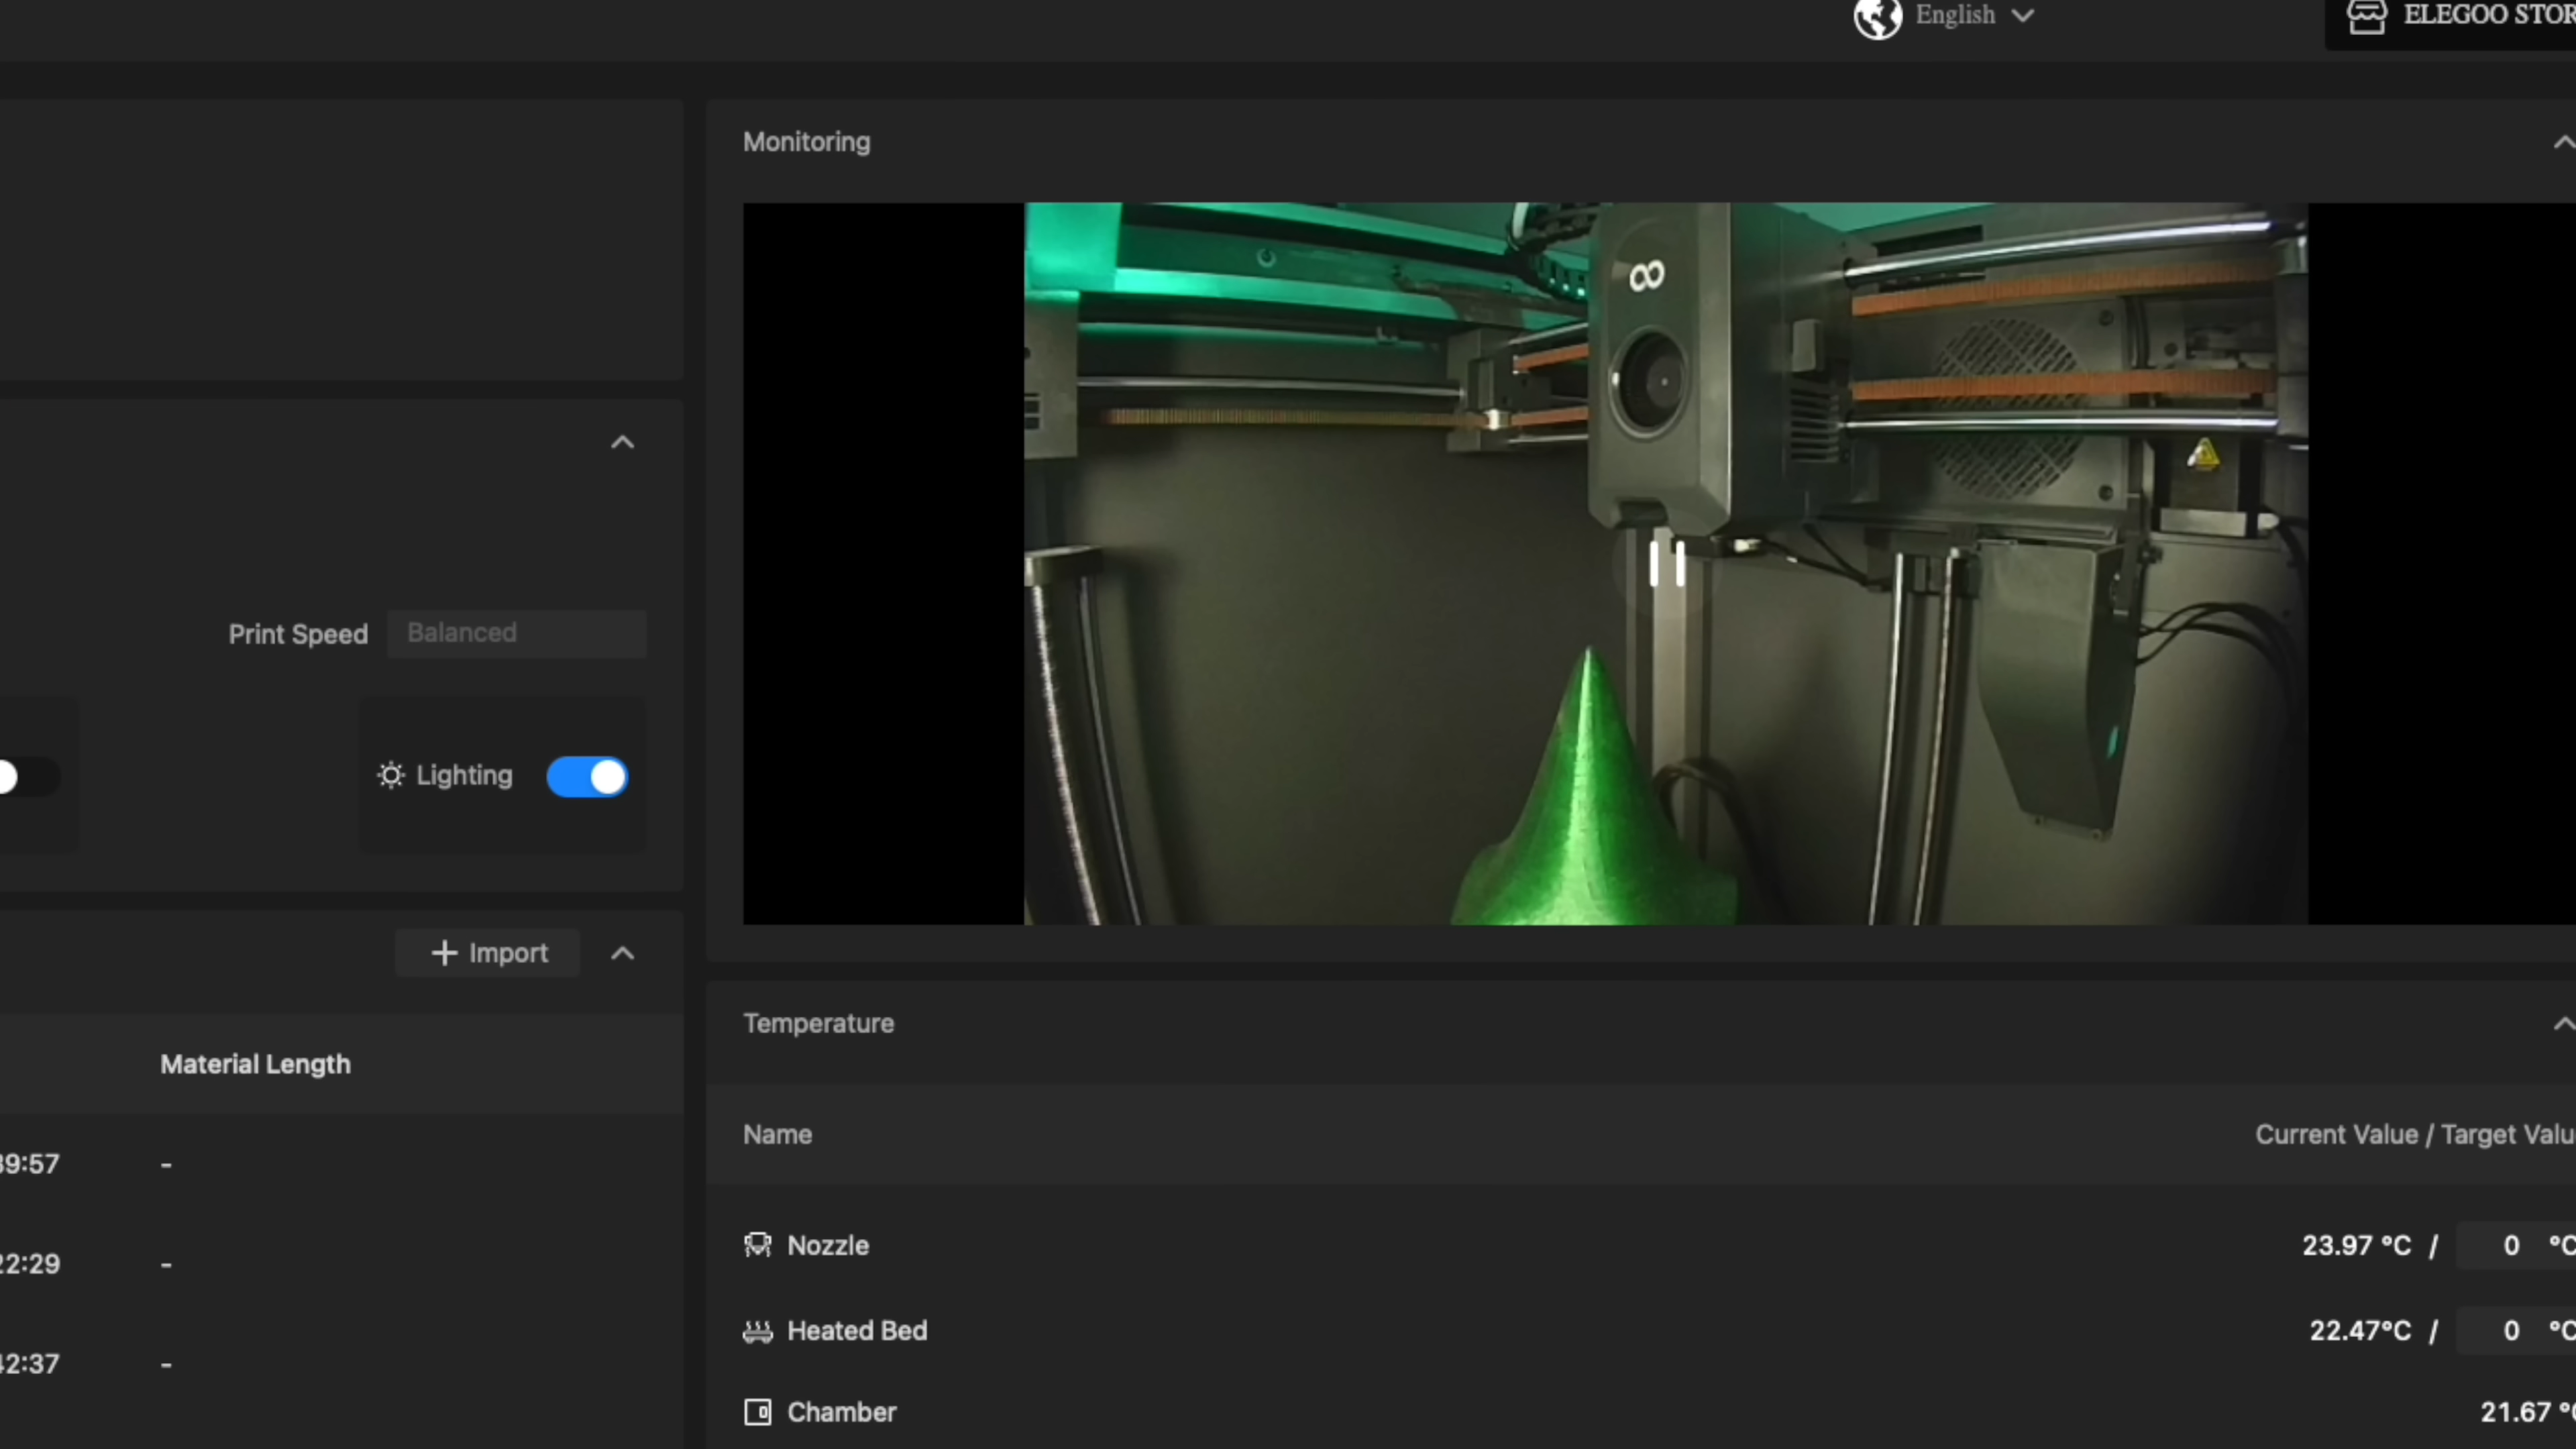 English
ELEGOO STOR
Monitoring
Print Speed
Balanced
Lighting
Import
Material Length
39:57
-
22:29
-
42:37
-
Temperature
Name
Current Value / Target Valu
Nozzle
23.97 °C / 0 °C
Heated Bed
22.47°C / 0 °C
Chamber
21.67 °C